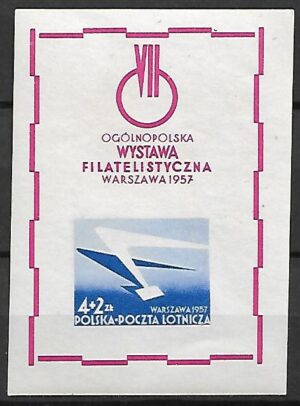 VII
OGÓLNOPOLSKA
WYSTAWA
FILATELISTYCZNA
WARSZAWA 1957
4+2 ZŁ
WARSZAWA 1957
POLSKA-POCZTA LOTNICZA